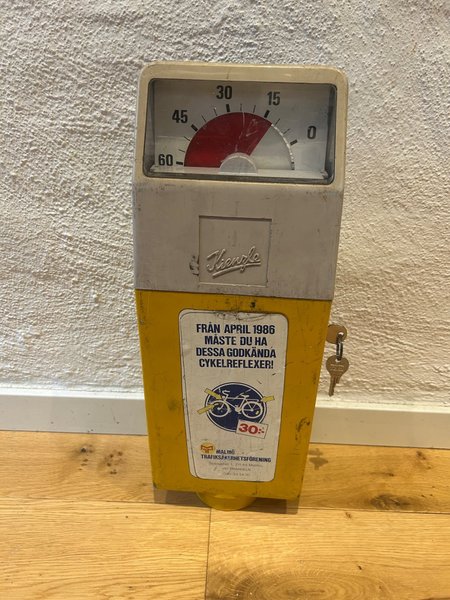 30
45
15
60
0
Kienzle
FRÅN APRIL 1986
MÅSTE DU HA
DESSA GODKÄNDA
CYKELREFLEXER!
30:-
MALMÖ
TRAFIKSÄKERHETSFÖRENING